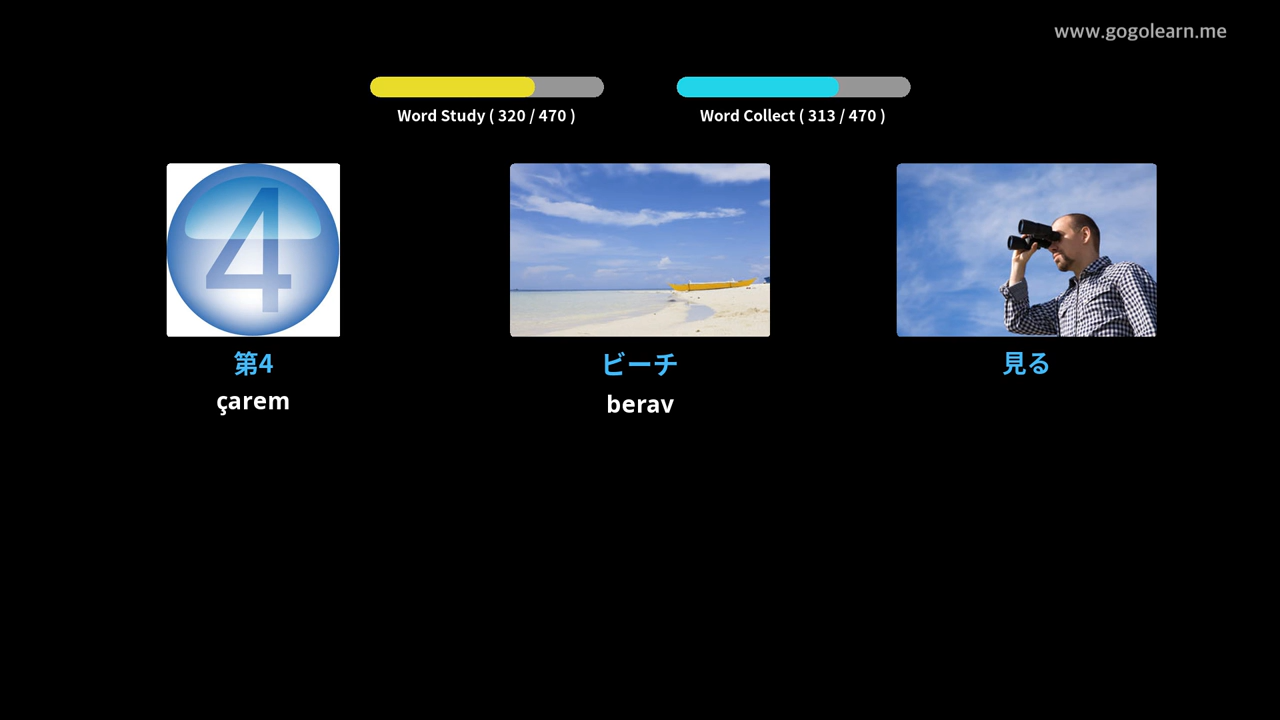 www.gogolearn.me
Word Study ( 320 / 470 )
Word Collect ( 313 / 470 )
4
第4
ビーチ
見る
çarem
berav